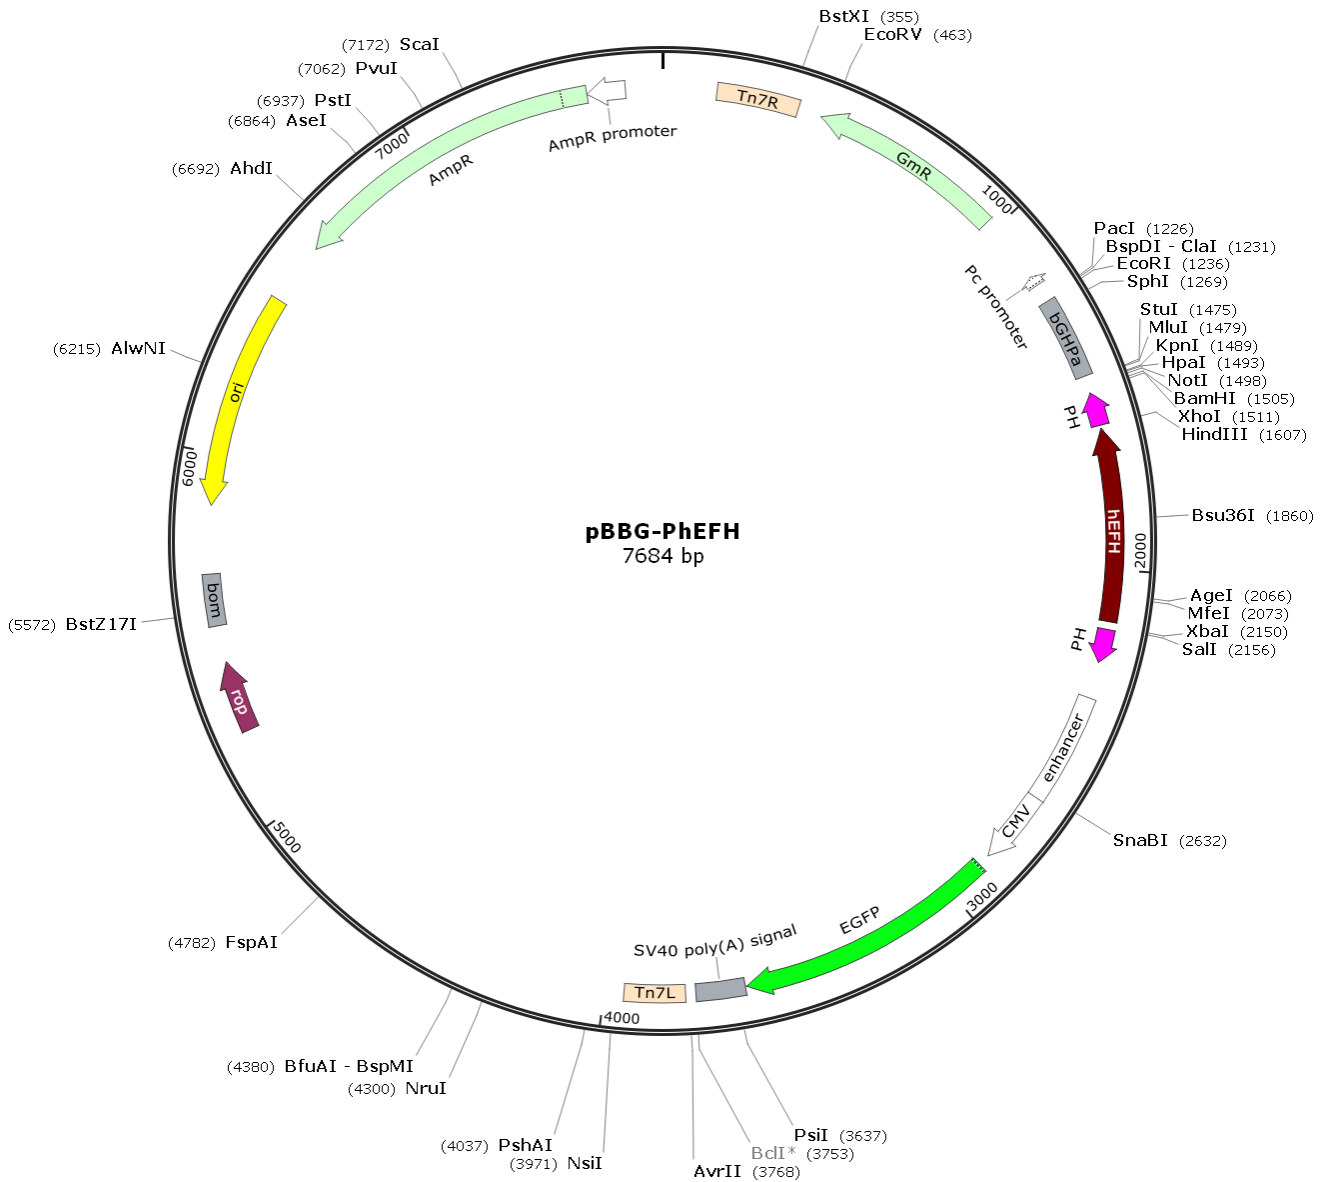 BstXI (355)
EcoRV (463)
(7172) ScaI
(7062) PvuI
(6937) PstI
(6864) AseI
(6692) AhdI
7000
AmpR
AmpR promoter
Tn7R
GmR
1000
PacI (1226)
BspDI - ClaI (1231)
EcoRI (1236)
SphI (1269)
Pc promoter
bGHPa
StuI (1475)
MluI (1479)
KpnI (1489)
HpaI (1493)
NotI (1498)
BamHI (1505)
XhoI (1511)
HindIII (1607)
PH
(6215) AlwNI
ori
6000
hEFH
Bsu36I (1860)
2000
pBBG-PhEFH
7684 bp
AgeI (2066)
MfeI (2073)
XbaI (2150)
SalI (2156)
PH
bom
(5572) BstZ17I
rop
enhancer
CMV
SnaBI (2632)
5000
3000
EGFP
SV40 poly(A) signal
Tn7L
4000
(4782) FspAI
(4380) BfuAI - BspMI
(4300) NruI
(4037) PshAI
(3971) NsiI
PsiI (3637)
BclI* (3753)
AvrII (3768)